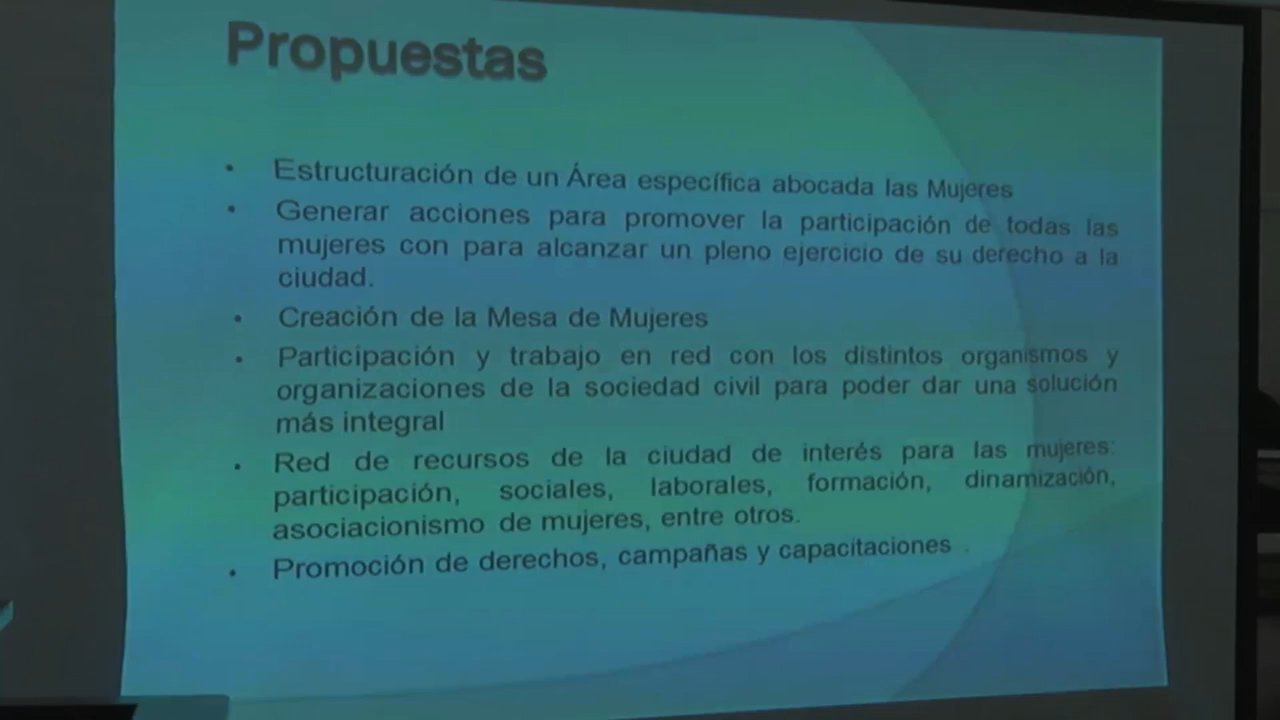 Propuestas
• Estructuración de un Área específica abocada las Mujeres
• Generar acciones para promover la participación de todas las
mujeres con para alcanzar un pleno ejercicio de su derecho a la
ciudad.
• Creación de la Mesa de Mujeres
• Participación y trabajo en red con los distintos organismos y
organizaciones de la sociedad civil para poder dar una solución
más integral
• Red de recursos de la ciudad de interés para las mujeres:
participación, sociales, laborales, formación, dinamización,
asociacionismo de mujeres, entre otros.
• Promoción de derechos, campañas y capacitaciones .